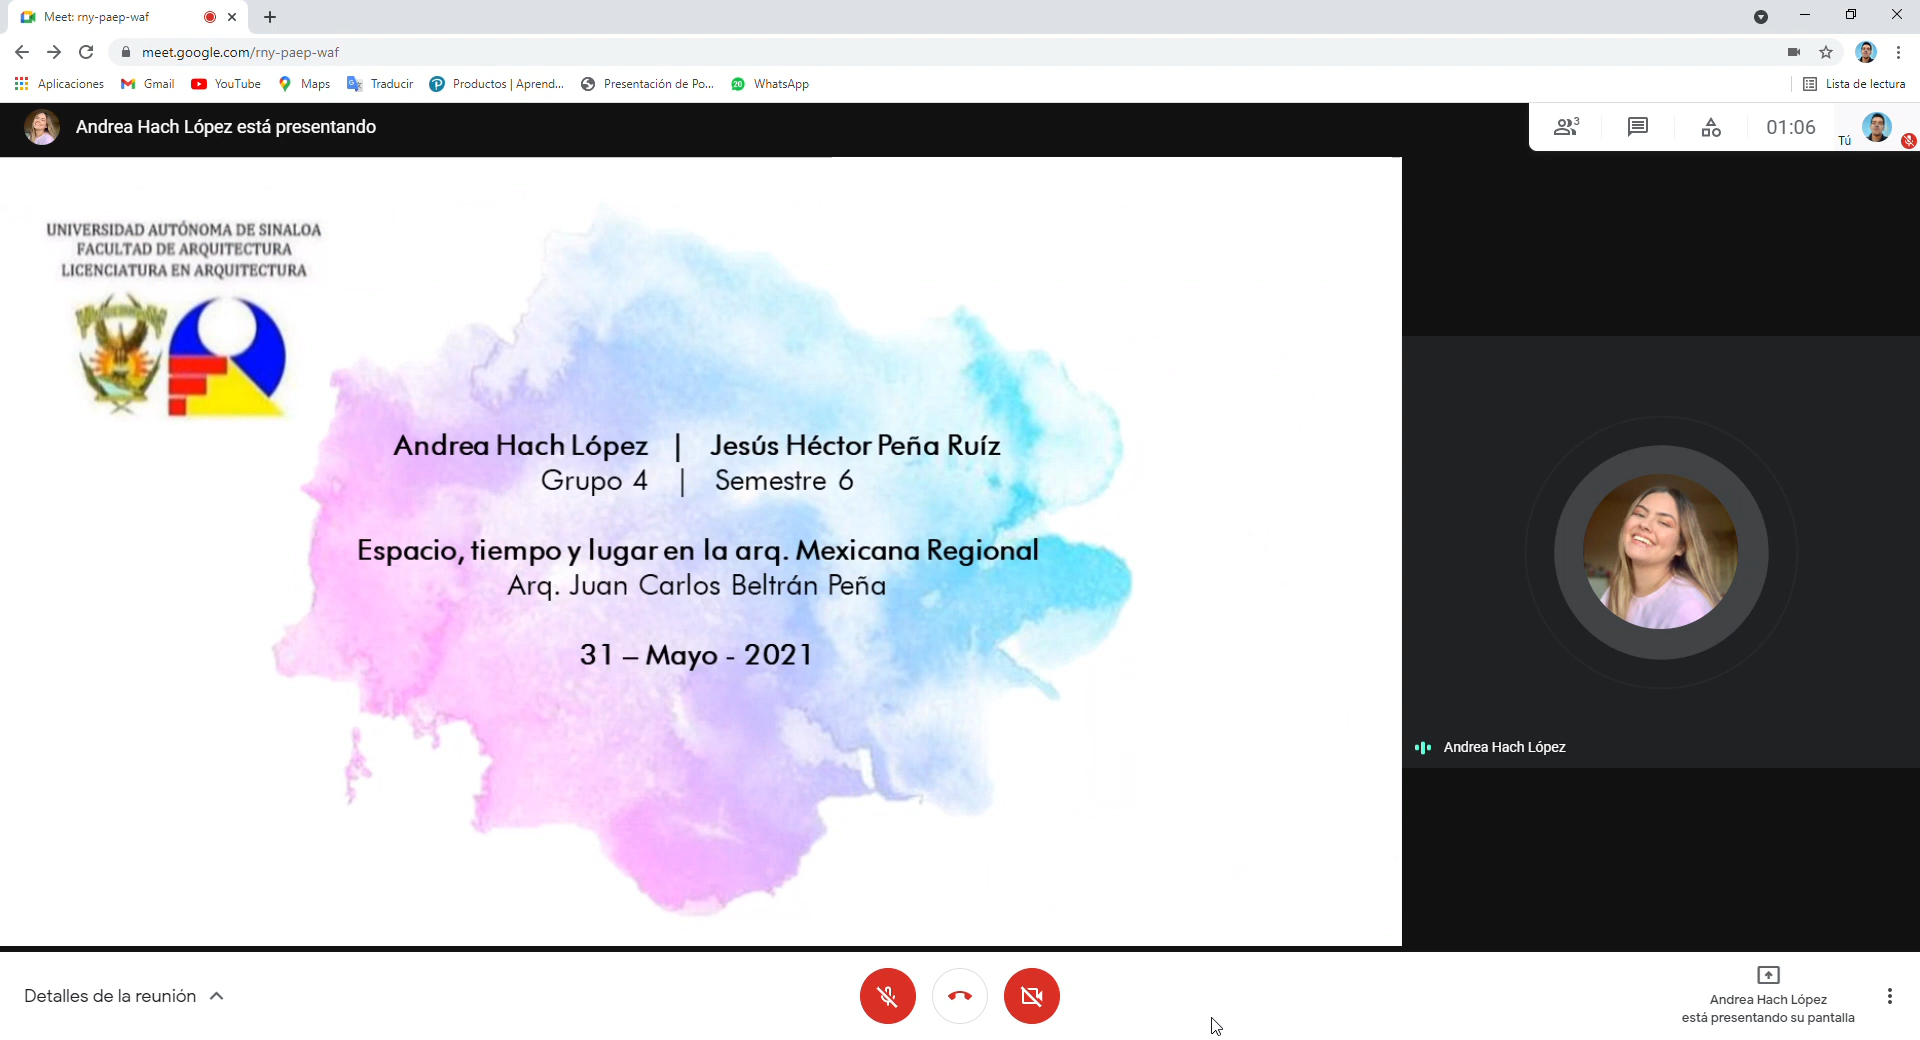 Meet: rny-paep-waf
meet.google.com/rny-paep-waf
Aplicaciones
Gmail
YouTube
Maps
Traducir
Productos | Aprend...
Presentación de Po...
20
WhatsApp
Lista de lectura
Andrea Hach López está presentando
3
01:06
Tú
UNIVERSIDAD AUTÓNOMA DE SINALOA
FACULTAD DE ARQUITECTURA
LICENCIATURA EN ARQUITECTURA
Andrea Hach López | Jesús Héctor Peña Ruíz
Grupo 4 | Semestre 6
Espacio, tiempo y lugar en la arq. Mexicana Regional
Arq. Juan Carlos Beltrán Peña
31 – Mayo - 2021
Andrea Hach López
Detalles de la reunión
Andrea Hach López
está presentando su pantalla